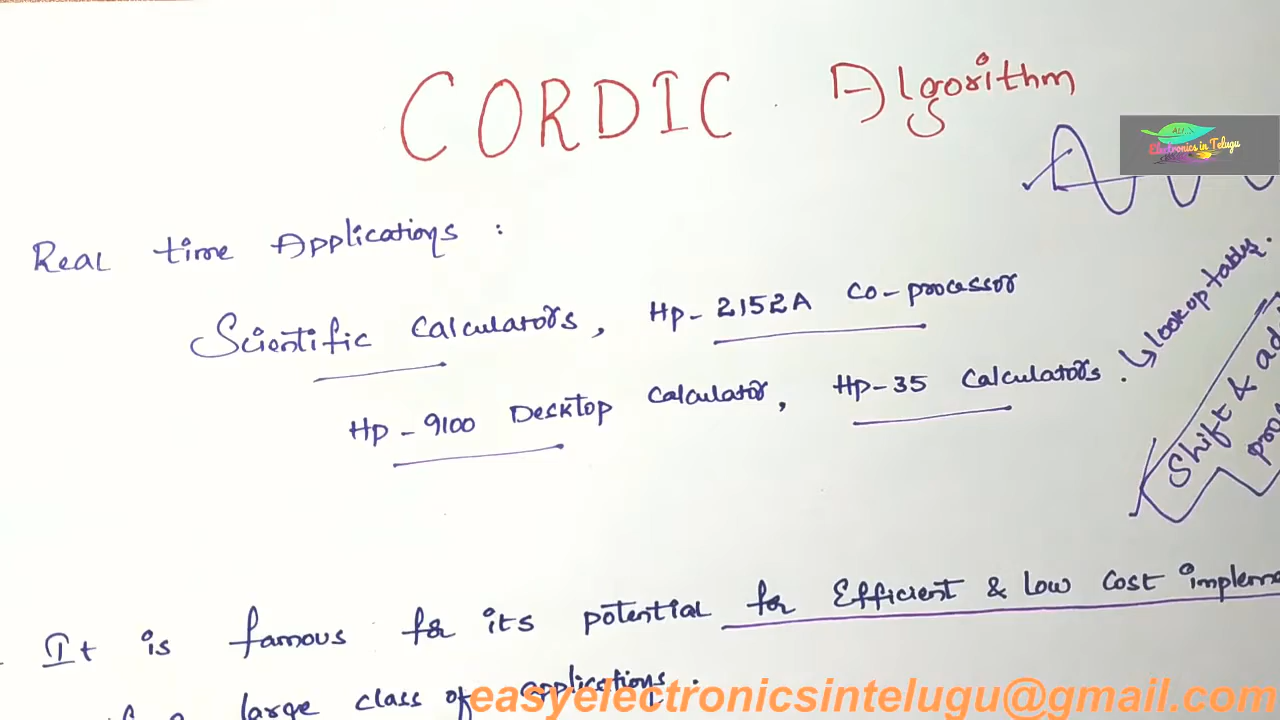 CORDIC Algorithm
Electronics in Telugu
Real time Applications :
Scientific Calculators, Hp-2152A Co-processor
Hp-9100 Desktop Calculator, Hp-35 Calculators.
lookup tables.
Shift & ad
It is famous for its potential for Efficient & Low Cost impleme
large class of applications.
easyelectronicsintelugu@gmail.com